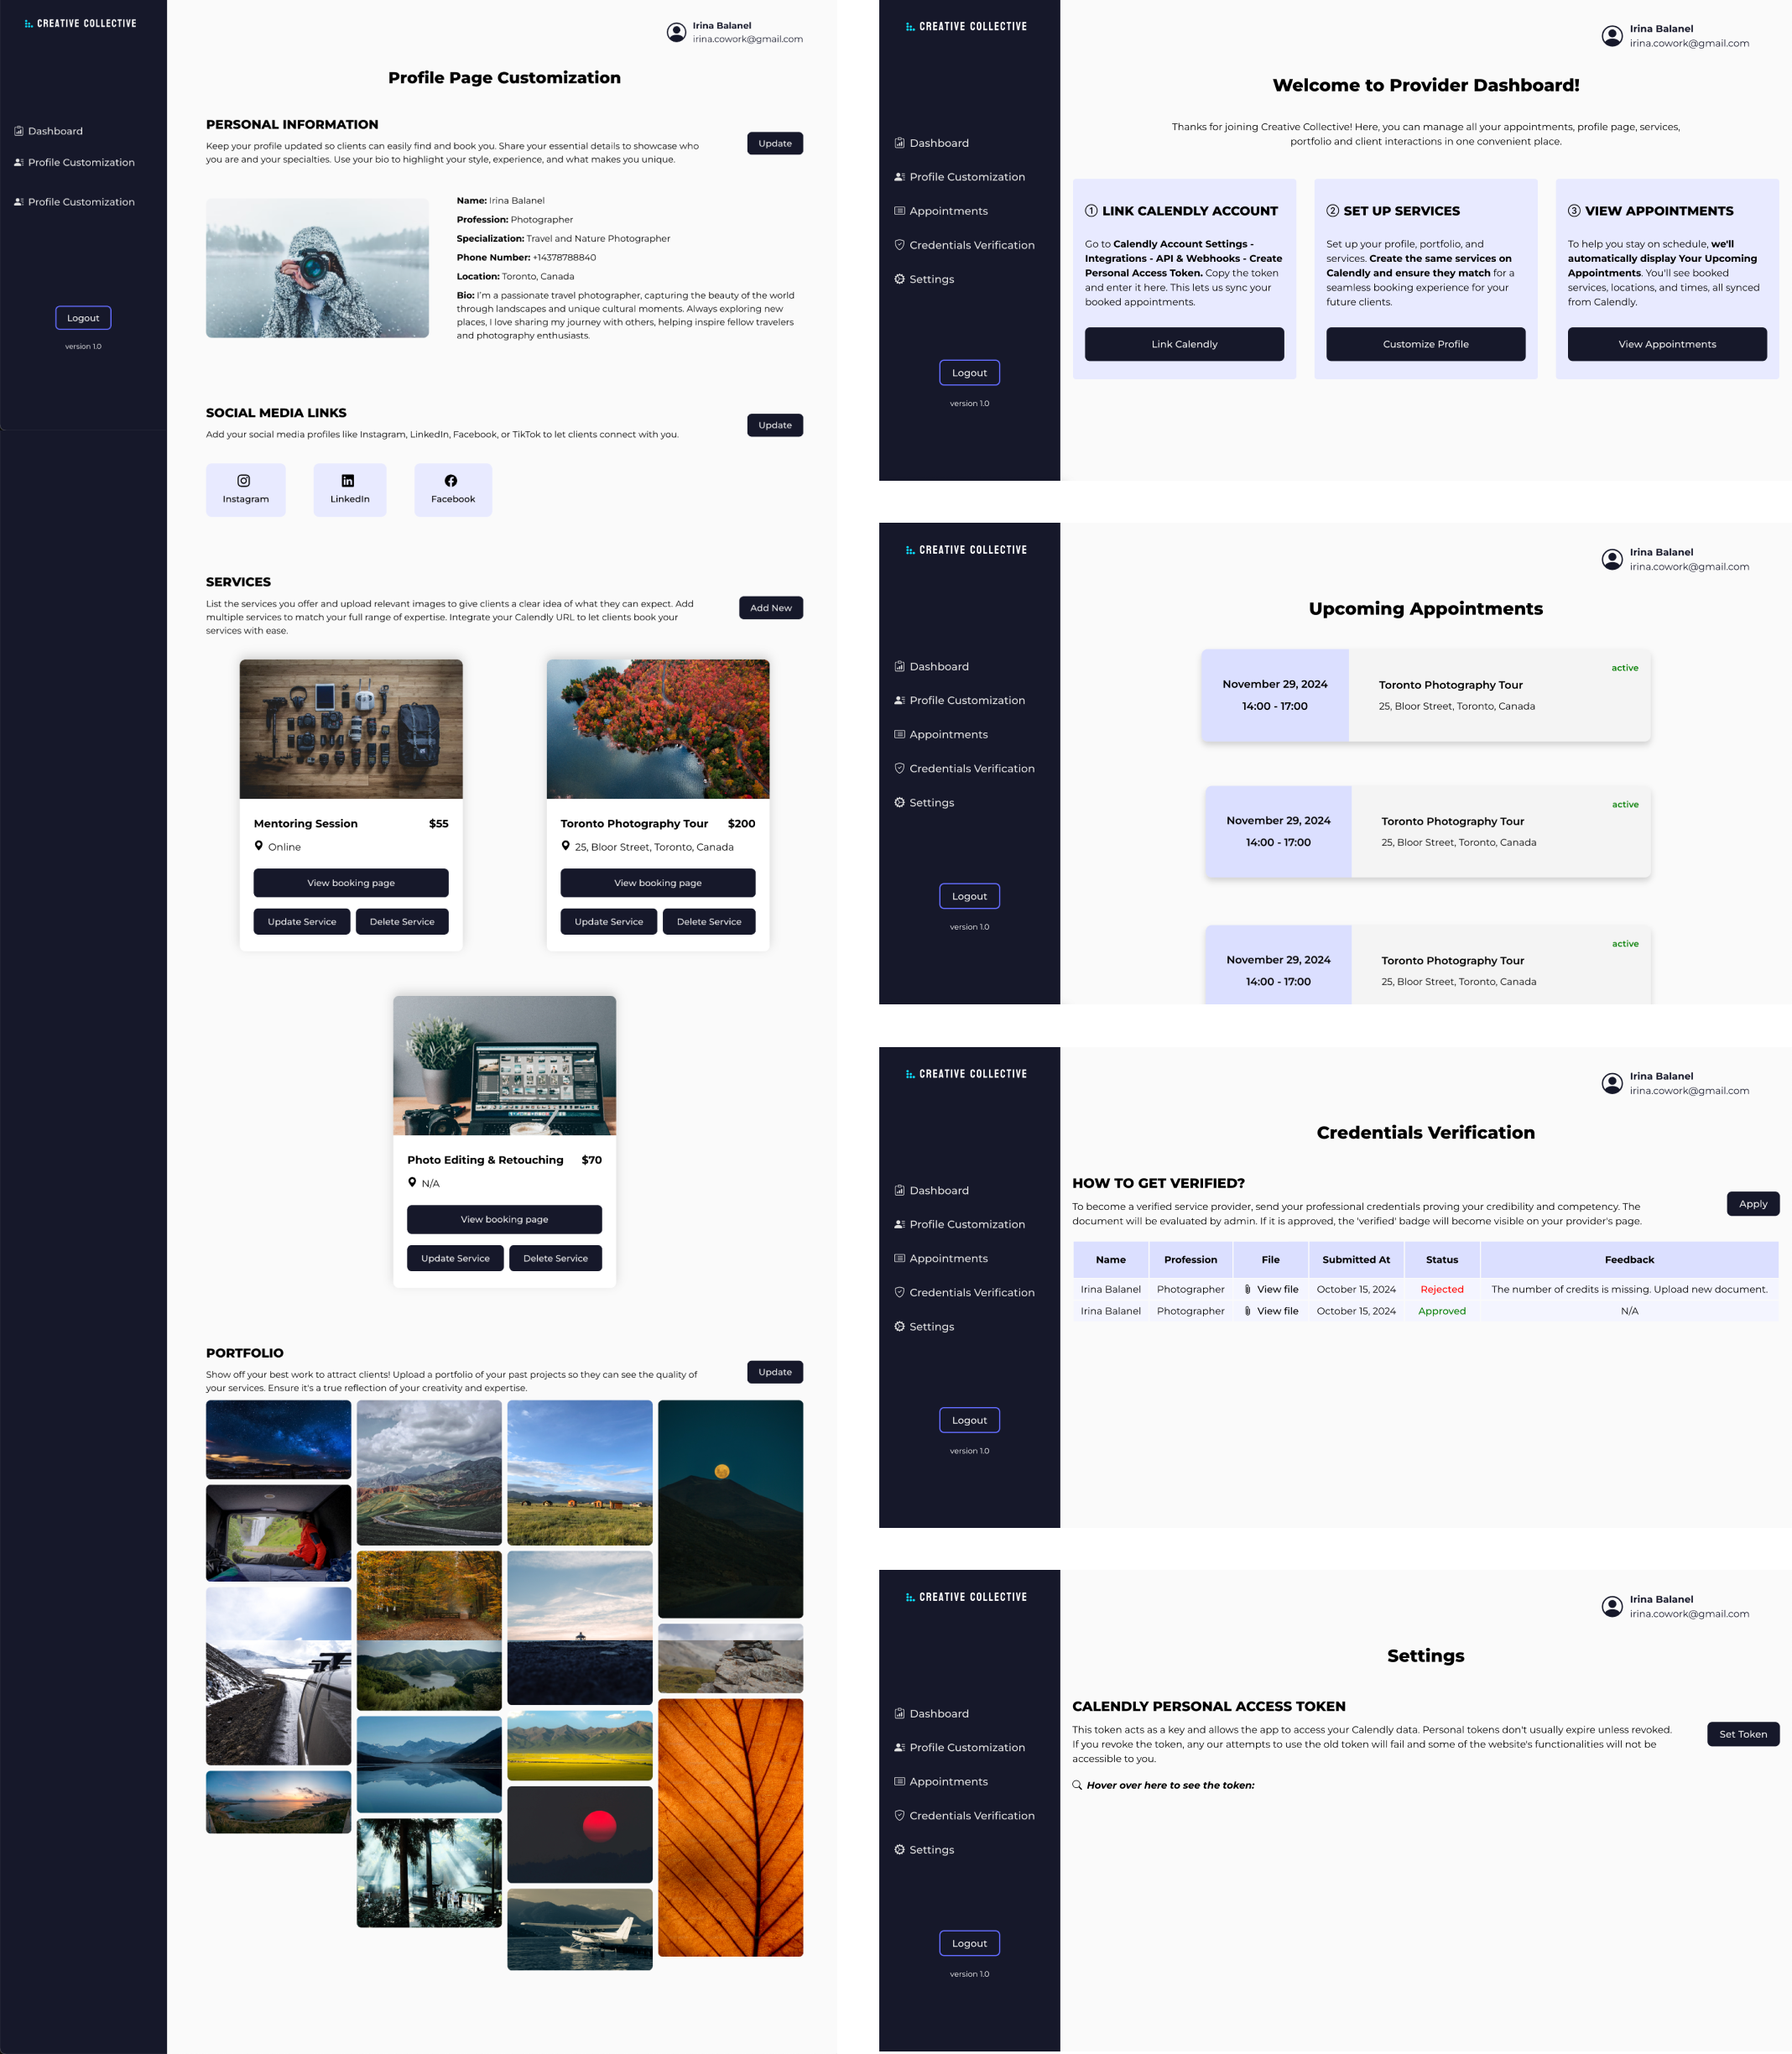 CREATIVE COLLECTIVE
Dashboard
Profile Customization
Profile Customization
Logout
version 1.0
Irina Balanel
irina.cowork@gmail.com
Profile Page Customization
PERSONAL INFORMATION
Keep your profile updated so clients can easily find and book you. Share your essential details to showcase who
you are and your specialties. Use your bio to highlight your style, experience, and what makes you unique.
Update
Name: Irina Balanel
Profession: Photographer
Specialization: Travel and Nature Photographer
Phone Number: +14378788840
Location: Toronto, Canada
Bio: I'm a passionate travel photographer, capturing the beauty of the world
through landscapes and unique cultural moments. Always exploring new
places, I love sharing my journey with others, helping inspire fellow travelers
and photography enthusiasts.
SOCIAL MEDIA LINKS
Add your social media profiles like Instagram, LinkedIn, Facebook, or TikTok to let clients connect with you.
Update
Instagram
LinkedIn
Facebook
SERVICES
List the services you offer and upload relevant images to give clients a clear idea of what they can expect. Add
multiple services to match your full range of expertise. Integrate your Calendly URL to let clients book your
services with ease.
Add New
Mentoring Session $55
Online
View booking page
Update Service Delete Service
Toronto Photography Tour $200
25, Bloor Street, Toronto, Canada
View booking page
Update Service Delete Service
Photo Editing & Retouching $70
N/A
View booking page
Update Service Delete Service
PORTFOLIO
Show off your best work to attract clients! Upload a portfolio of your past projects so they can see the quality of
your services. Ensure it's a true reflection of your creativity and expertise.
Update
CREATIVE COLLECTIVE
Dashboard
Profile Customization
Appointments
Credentials Verification
Settings
Logout
version 1.0
Irina Balanel
irina.cowork@gmail.com
Welcome to Provider Dashboard!
Thanks for joining Creative Collective! Here, you can manage all your appointments, profile page, services,
portfolio and client interactions in one convenient place.
1 LINK CALENDLY ACCOUNT
Go to Calendly Account Settings -
Integrations - API & Webhooks - Create
Personal Access Token. Copy the token
and enter it here. This lets us sync your
booked appointments.
Link Calendly
2 SET UP SERVICES
Set up your profile, portfolio, and
services. Create the same services on
Calendly and ensure they match for a
seamless booking experience for your
future clients.
Customize Profile
3 VIEW APPOINTMENTS
To help you stay on schedule, we'll
automatically display Your Upcoming
Appointments. You'll see booked
services, locations, and times, all synced
from Calendly.
View Appointments
CREATIVE COLLECTIVE
Dashboard
Profile Customization
Appointments
Credentials Verification
Settings
Logout
version 1.0
Irina Balanel
irina.cowork@gmail.com
Upcoming Appointments
November 29, 2024
14:00 - 17:00
Toronto Photography Tour
25, Bloor Street, Toronto, Canada
active
November 29, 2024
14:00 - 17:00
Toronto Photography Tour
25, Bloor Street, Toronto, Canada
active
November 29, 2024
14:00 - 17:00
Toronto Photography Tour
25, Bloor Street, Toronto, Canada
active
CREATIVE COLLECTIVE
Dashboard
Profile Customization
Appointments
Credentials Verification
Settings
Logout
version 1.0
Irina Balanel
irina.cowork@gmail.com
Credentials Verification
HOW TO GET VERIFIED?
To become a verified service provider, send your professional credentials proving your credibility and competency. The
document will be evaluated by admin. If it is approved, the 'verified' badge will become visible on your provider's page.
Apply
Name Profession File Submitted At Status Feedback
Irina Balanel Photographer View file October 15, 2024 Rejected The number of credits is missing. Upload new document.
Irina Balanel Photographer View file October 15, 2024 Approved N/A
CREATIVE COLLECTIVE
Dashboard
Profile Customization
Appointments
Credentials Verification
Settings
Logout
version 1.0
Irina Balanel
irina.cowork@gmail.com
Settings
CALENDLY PERSONAL ACCESS TOKEN
This token acts as a key and allows the app to access your Calendly data. Personal tokens don't usually expire unless revoked.
If you revoke the token, any our attempts to use the old token will fail and some of the website's functionalities will not be
accessible to you.
Set Token
Hover over here to see the token: